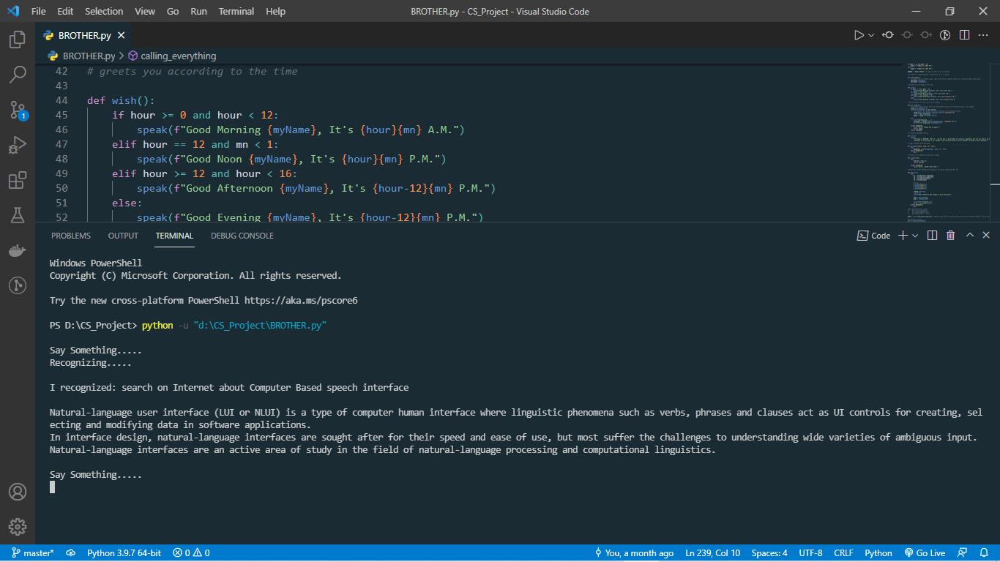 File Edit Selection View Go Run Terminal Help BROTHER.py - CS_Project - Visual Studio Code
BROTHER.py
BROTHER.py > calling_everything
42 # greets you according to the time
43
44 def wish():
45 if hour >= 0 and hour < 12:
46 speak(f"Good Morning {myName}, It's {hour}{mn} A.M.")
47 elif hour == 12 and mn < 1:
48 speak(f"Good Noon {myName}, It's {hour}{mn} P.M.")
49 elif hour >= 12 and hour < 16:
50 speak(f"Good Afternoon {myName}, It's {hour-12}{mn} P.M.")
51 else:
52 speak(f"Good Evening {myName}, It's {hour-12}{mn} P.M.")
1
PROBLEMS OUTPUT TERMINAL DEBUG CONSOLE Code
Windows PowerShell
Copyright (C) Microsoft Corporation. All rights reserved.
Try the new cross-platform PowerShell https://aka.ms/pscore6
PS D:\CS_Project> python -u "d:\CS_Project\BROTHER.py"
Say Something.....
Recognizing.....
I recognized: search on Internet about Computer Based speech interface
Natural-language user interface (LUI or NLUI) is a type of computer human interface where linguistic phenomena such as verbs, phrases and clauses act as UI controls for creating, sel
ecting and modifying data in software applications.
In interface design, natural-language interfaces are sought after for their speed and ease of use, but most suffer the challenges to understanding wide varieties of ambiguous input.
Natural-language interfaces are an active area of study in the field of natural-language processing and computational linguistics.
Say Something.....
master* Python 3.9.7 64-bit 0 0 You, a month ago Ln 239, Col 10 Spaces: 4 UTF-8 CRLF Python Go Live